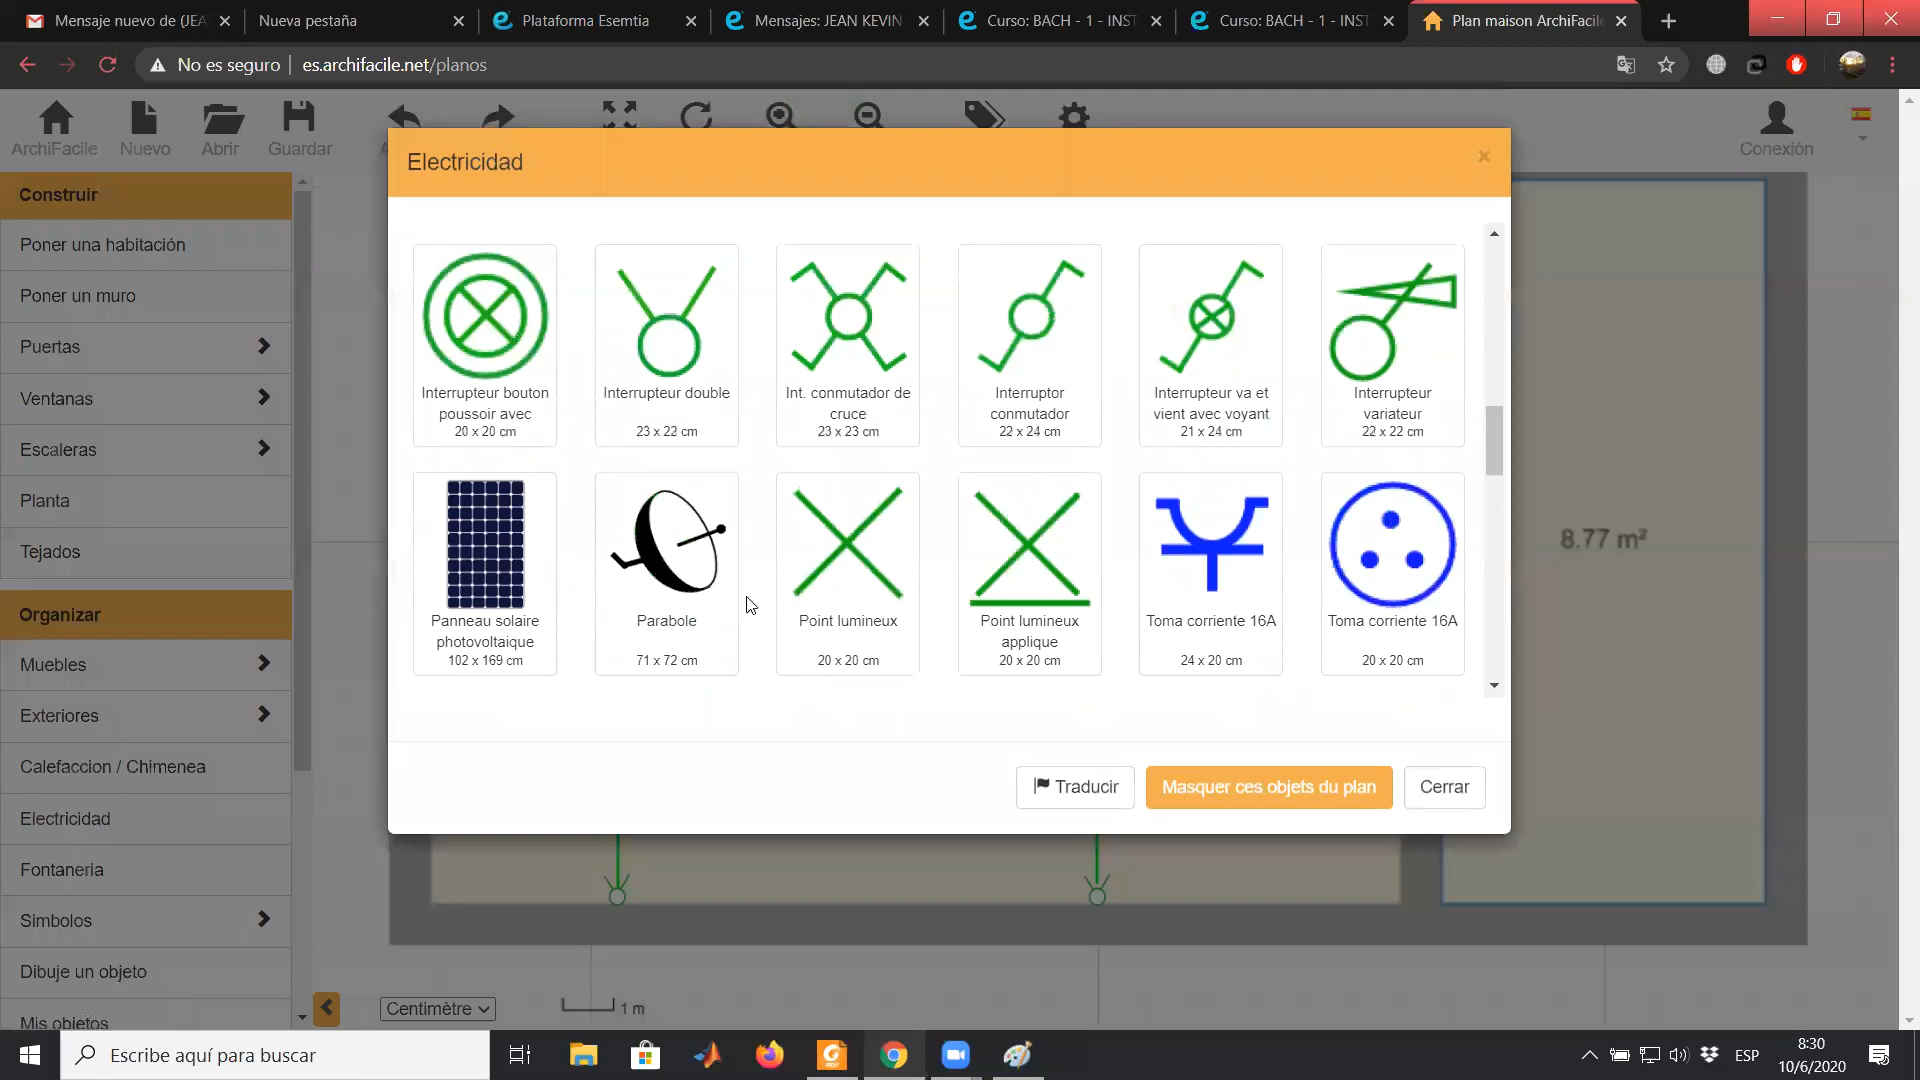 Mensaje nuevo de (JEA
Nueva pestaña
Plataforma Esemtia
Mensajes: JEAN KEVIN
Curso: BACH - 1 - INST
Curso: BACH - 1 - INST
Plan maison ArchiFacile
No es seguro
es.archifacile.net/planos
ArchiFacile
Nuevo
Abrir
Guardar
Conexión
Construir
Poner una habitación
Poner un muro
Puertas
Ventanas
Escaleras
Planta
Tejados
Organizar
Muebles
Exteriores
Calefaccion / Chimenea
Electricidad
Fontaneria
Simbolos
Dibuje un objeto
Mis objetos
Electricidad
Interrupteur bouton
poussoir avec
20 x 20 cm
Interrupteur double
23 x 22 cm
Int. conmutador de
cruce
23 x 23 cm
Interruptor
conmutador
22 x 24 cm
Interrupteur va et
vient avec voyant
21 x 24 cm
Interrupteur
variateur
22 x 22 cm
Panneau solaire
photovoltaique
102 x 169 cm
Parabole
71 x 72 cm
Point lumineux
20 x 20 cm
Point lumineux
applique
20 x 20 cm
Toma corriente 16A
24 x 20 cm
Toma corriente 16A
20 x 20 cm
Traducir
Masquer ces objets du plan
Cerrar
8.77 m²
Centimètre
1 m
Escribe aquí para buscar
ESP
8:30
10/6/2020